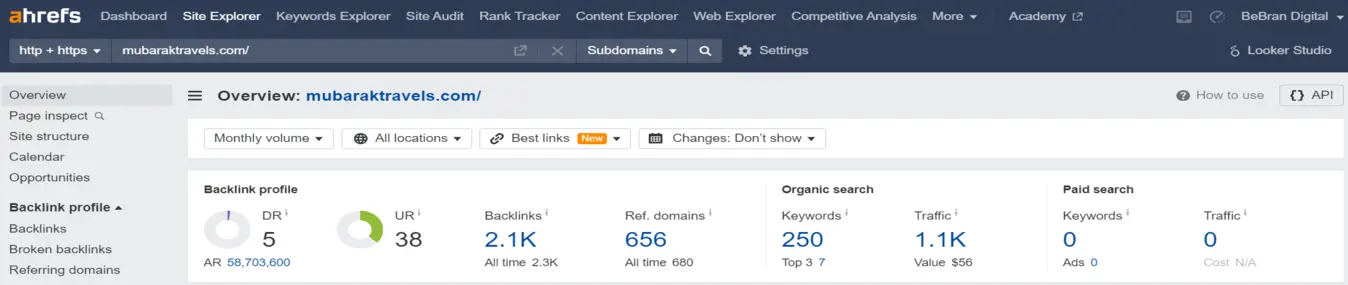 ahrefs Dashboard Site Explorer Keywords Explorer Site Audit Rank Tracker Content Explorer Web Explorer Competitive Analysis More Academy BeBran Digital
http + https mubaraktravels.com/ Subdomains Settings Looker Studio
Overview
Page inspect
Site structure
Calendar
Opportunities
Backlink profile
Backlinks
Broken backlinks
Referring domains
Overview: mubaraktravels.com/ How to use {} API
Monthly volume All locations Best links New Changes: Don't show
Backlink profile
DR i
5
AR 58,703,600
UR i
38
Backlinks i
2.1K
All time 2.3K
Ref. domains i
656
All time 680
Organic search
Keywords i
250
Top 3 7
Traffic i
1.1K
Value $56
Paid search
Keywords i
0
Ads 0
Traffic i
0
Cost N/A